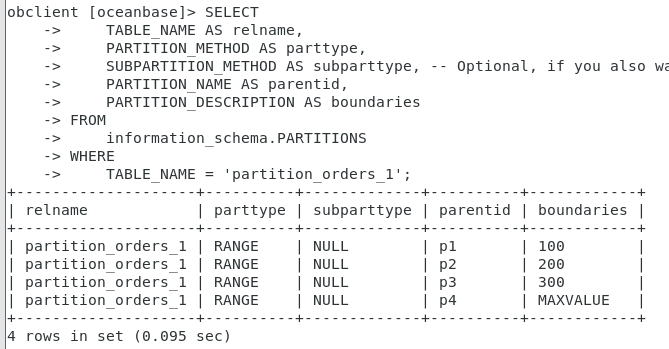 obclient [oceanbase]> SELECT
    ->     TABLE_NAME AS relname,
    ->     PARTITION_METHOD AS parttype,
    ->     SUBPARTITION_METHOD AS subparttype, -- Optional, if you also wa
    ->     PARTITION_NAME AS parentid,
    ->     PARTITION_DESCRIPTION AS boundaries
    -> FROM
    ->     information_schema.PARTITIONS
    -> WHERE
    ->     TABLE_NAME = 'partition_orders_1';
+--------------------+----------+-------------+----------+------------+
| relname            | parttype | subparttype | parentid | boundaries |
+--------------------+----------+-------------+----------+------------+
| partition_orders_1 | RANGE    | NULL        | p1       | 100        |
| partition_orders_1 | RANGE    | NULL        | p2       | 200        |
| partition_orders_1 | RANGE    | NULL        | p3       | 300        |
| partition_orders_1 | RANGE    | NULL        | p4       | MAXVALUE   |
+--------------------+----------+-------------+----------+------------+
4 rows in set (0.095 sec)